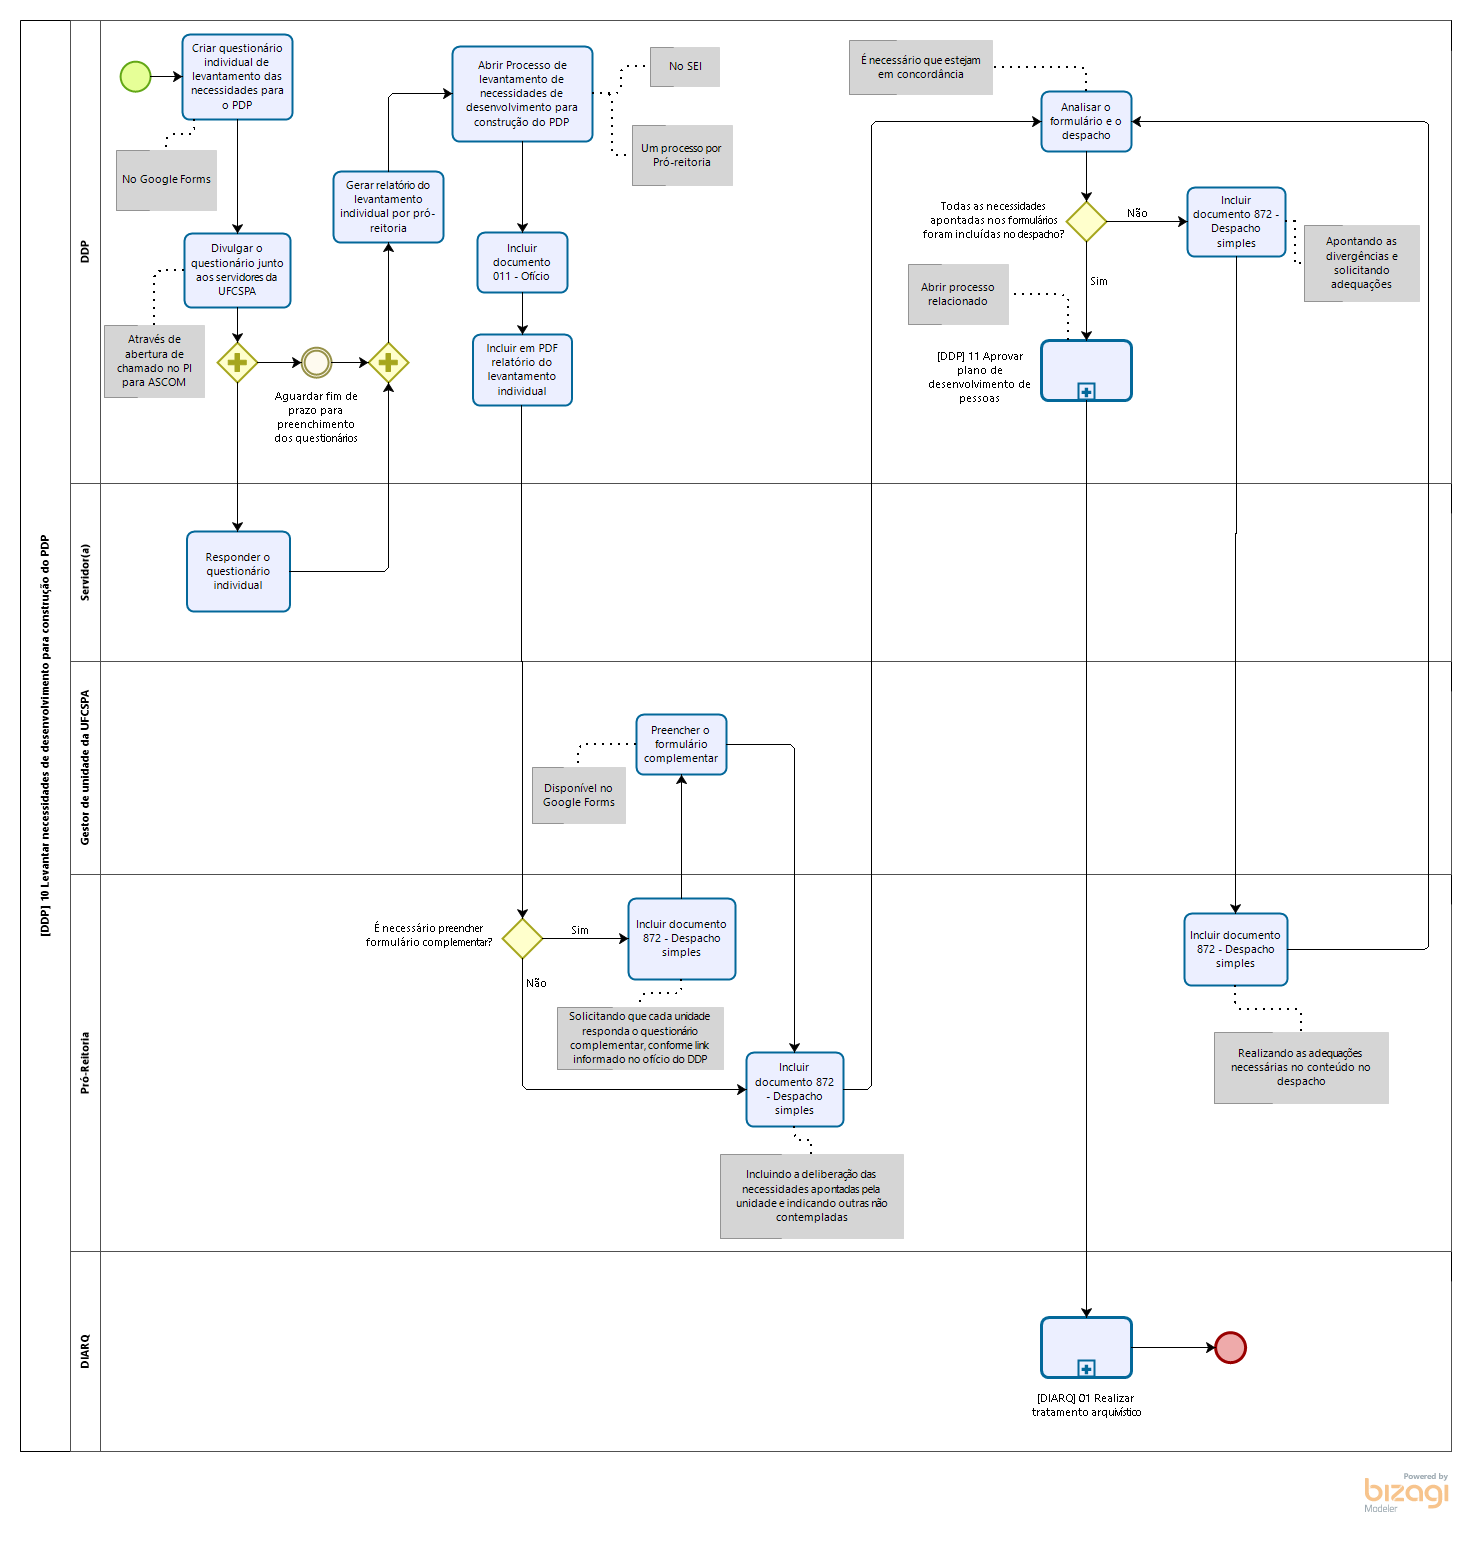 [DDP] 10 Levantar necessidades de desenvolvimento para construção do PDP
DDP
Criar questionário
individual de
levantamento das
necessidades para
o PDP
No Google Forms
Divulgar o
questionário junto
aos servidores da
UFCSPA
Através de
abertura de
chamado no PI
para ASCOM
Aguardar fim de
prazo para
preenchimento
dos questionários
Gerar relatório do
levantamento
individual por pró-
reitoria
Abrir Processo de
levantamento de
necessidades de
desenvolvimento para
construção do PDP
No SEI
Um processo por
Pró-reitoria
Incluir
documento
011 - Ofício
Incluir em PDF
relatório do
levantamento
individual
É necessário que estejam
em concordância
Analisar o
formulário e o
despacho
Todas as necessidades
apontadas nos formulários
foram incluídas no despacho?
Não
Incluir
documento 872 -
Despacho
simples
Apontando as
divergências e
solicitando
adequações
Sim
Abrir processo
relacionado
[DDP] 11 Aprovar
plano de
desenvolvimento de
pessoas
Servidor(a)
Responder o
questionário
individual
Gestor de unidade da UFCSPA
Preencher o
formulário
complementar
Disponível no
Google Forms
Pró-Reitoria
É necessário preencher
formulário complementar?
Sim
Não
Incluir documento
872 - Despacho
simples
Solicitando que cada unidade
responda o questionário
complementar, conforme link
informado no ofício do DDP
Incluir
documento 872
- Despacho
simples
Incluindo a deliberação das
necessidades apontadas pela
unidade e indicando outras não
contempladas
Incluir documento
872 - Despacho
simples
Realizando as adequações
necessárias no conteúdo no
despacho
DIARQ
[DIARQ] 01 Realizar
tratamento arquivístico
Powered by
bizagi
Modeler